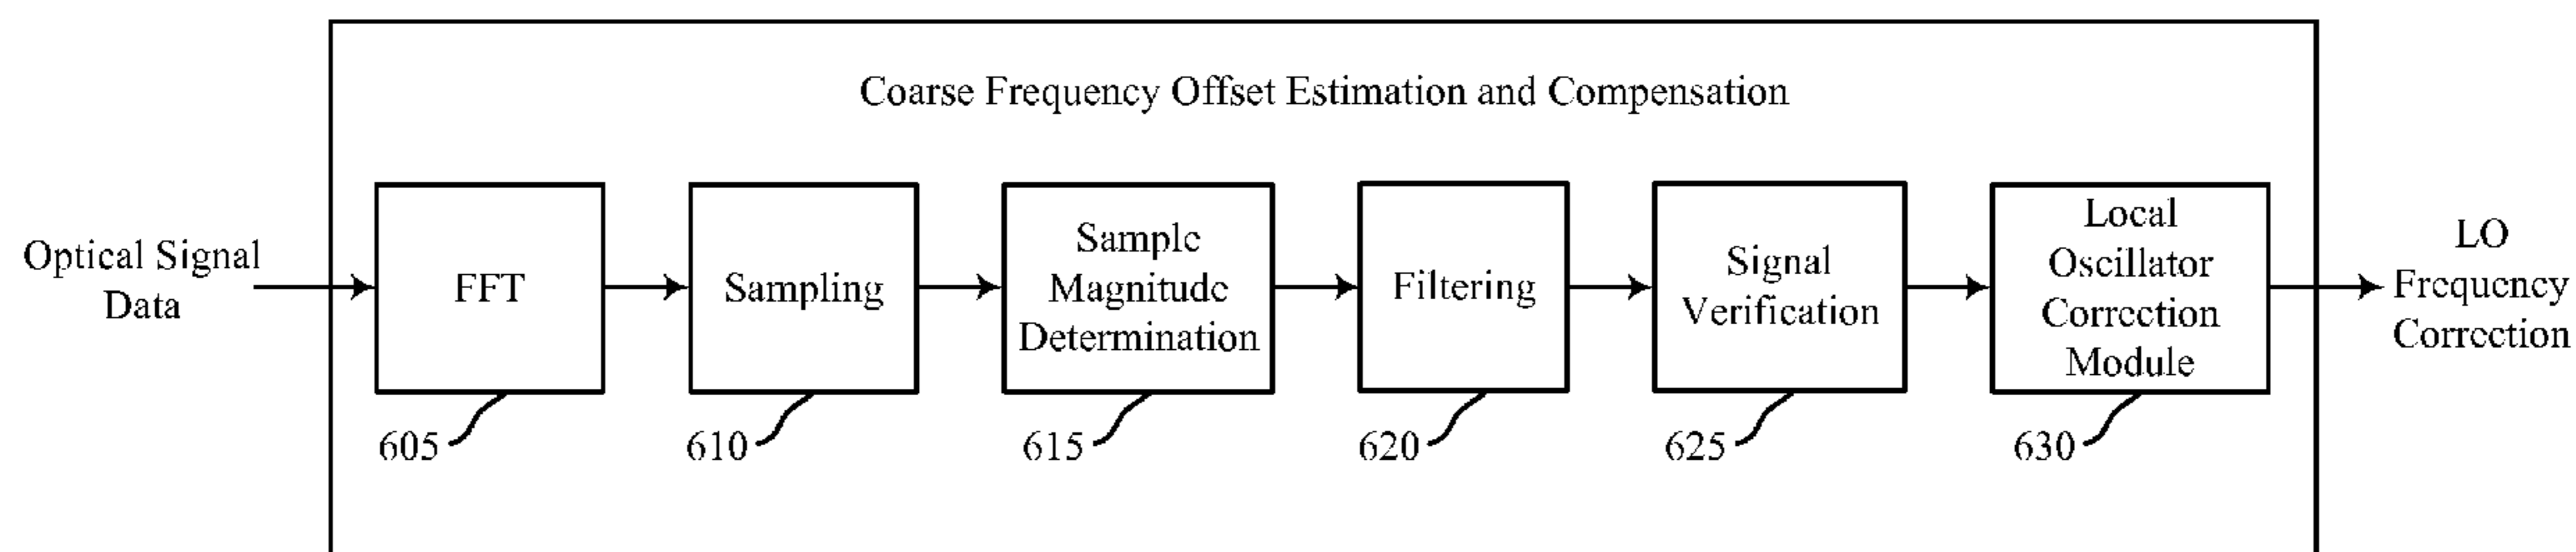 Coarse Frequency Offset Estimation and Compensation
Optical Signal
Data
FFT
Sampling
Sample
Magnitude
Determination
Filtering
Signal
Verification
Local
Oscillator
Correction
Module
LO
Frequency
Correction
605
610
615
620
625
630